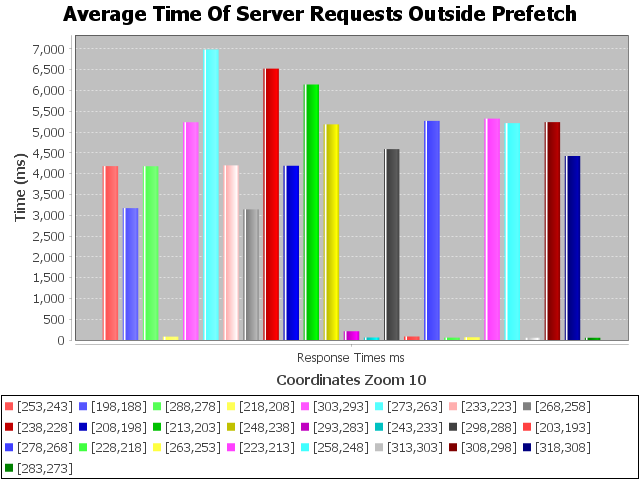 Average Time Of Server Requests Outside Prefetch
7,000
6,500
6,000
5,500
5,000
4,500
4,000
3,500
3,000
2,500
2,000
1,500
1,000
500
0
Time (ms)
Response Times ms
Coordinates Zoom 10
[253,243] [198,188] [288,278] [218,208] [303,293] [273,263] [233,223] [268,258]
[238,228] [208,198] [213,203] [248,238] [293,283] [243,233] [298,288] [203,193]
[278,268] [228,218] [263,253] [223,213] [258,248] [313,303] [308,298] [318,308]
[283,273]